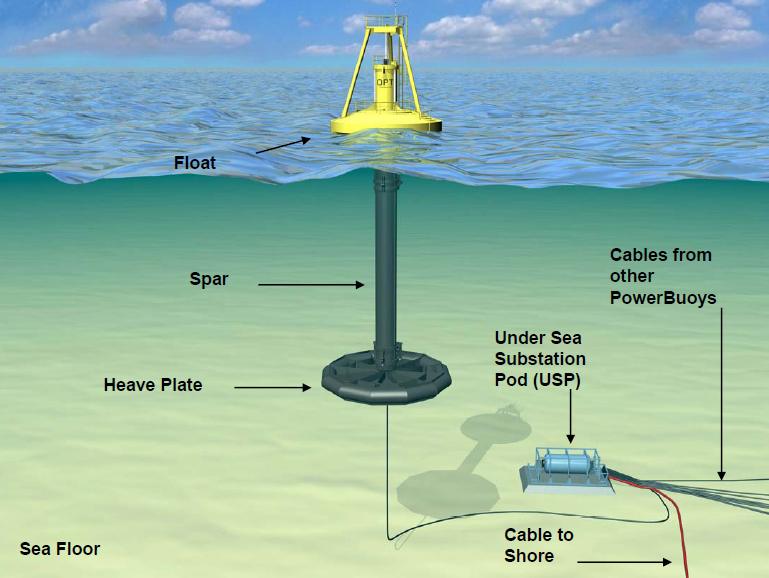 OPT
Float
Cables from
other
PowerBuoys
Spar
Under Sea
Substation
Pod (USP)
Heave Plate
Cable to
Shore
Sea Floor